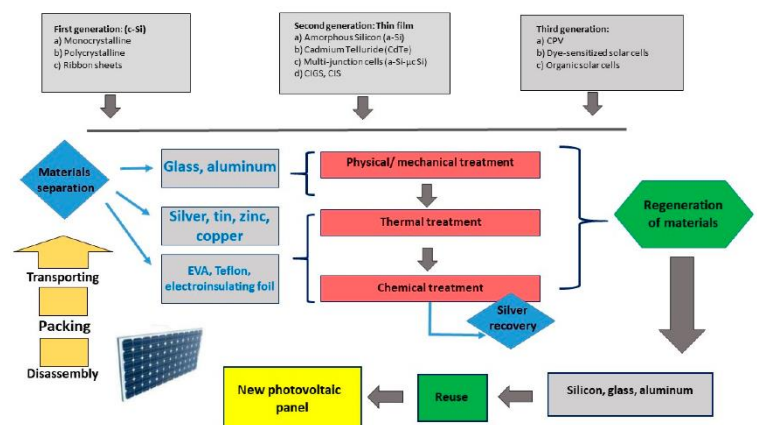 First generation: (c-Si)
a) Monocrystalline
b) Polycrystalline
c) Ribbon sheets
Second generation: Thin film
a) Amorphous Silicon (a-Si)
b) Cadmium Telluride (CdTe)
c) Multi-junction cells (a-Si-µc Si)
d) CIGS, CIS
Third generation:
a) CPV
b) Dye-sensitized solar cells
c) Organic solar cells
Materials
separation
Glass, aluminum
Silver, tin, zinc,
copper
EVA, Teflon,
electroinsulating foil
Physical/ mechanical treatment
Thermal treatment
Chemical treatment
Silver
recovery
Regeneration
of materials
Transporting
Packing
Disassembly
New photovoltaic
panel
Reuse
Silicon, glass, aluminum